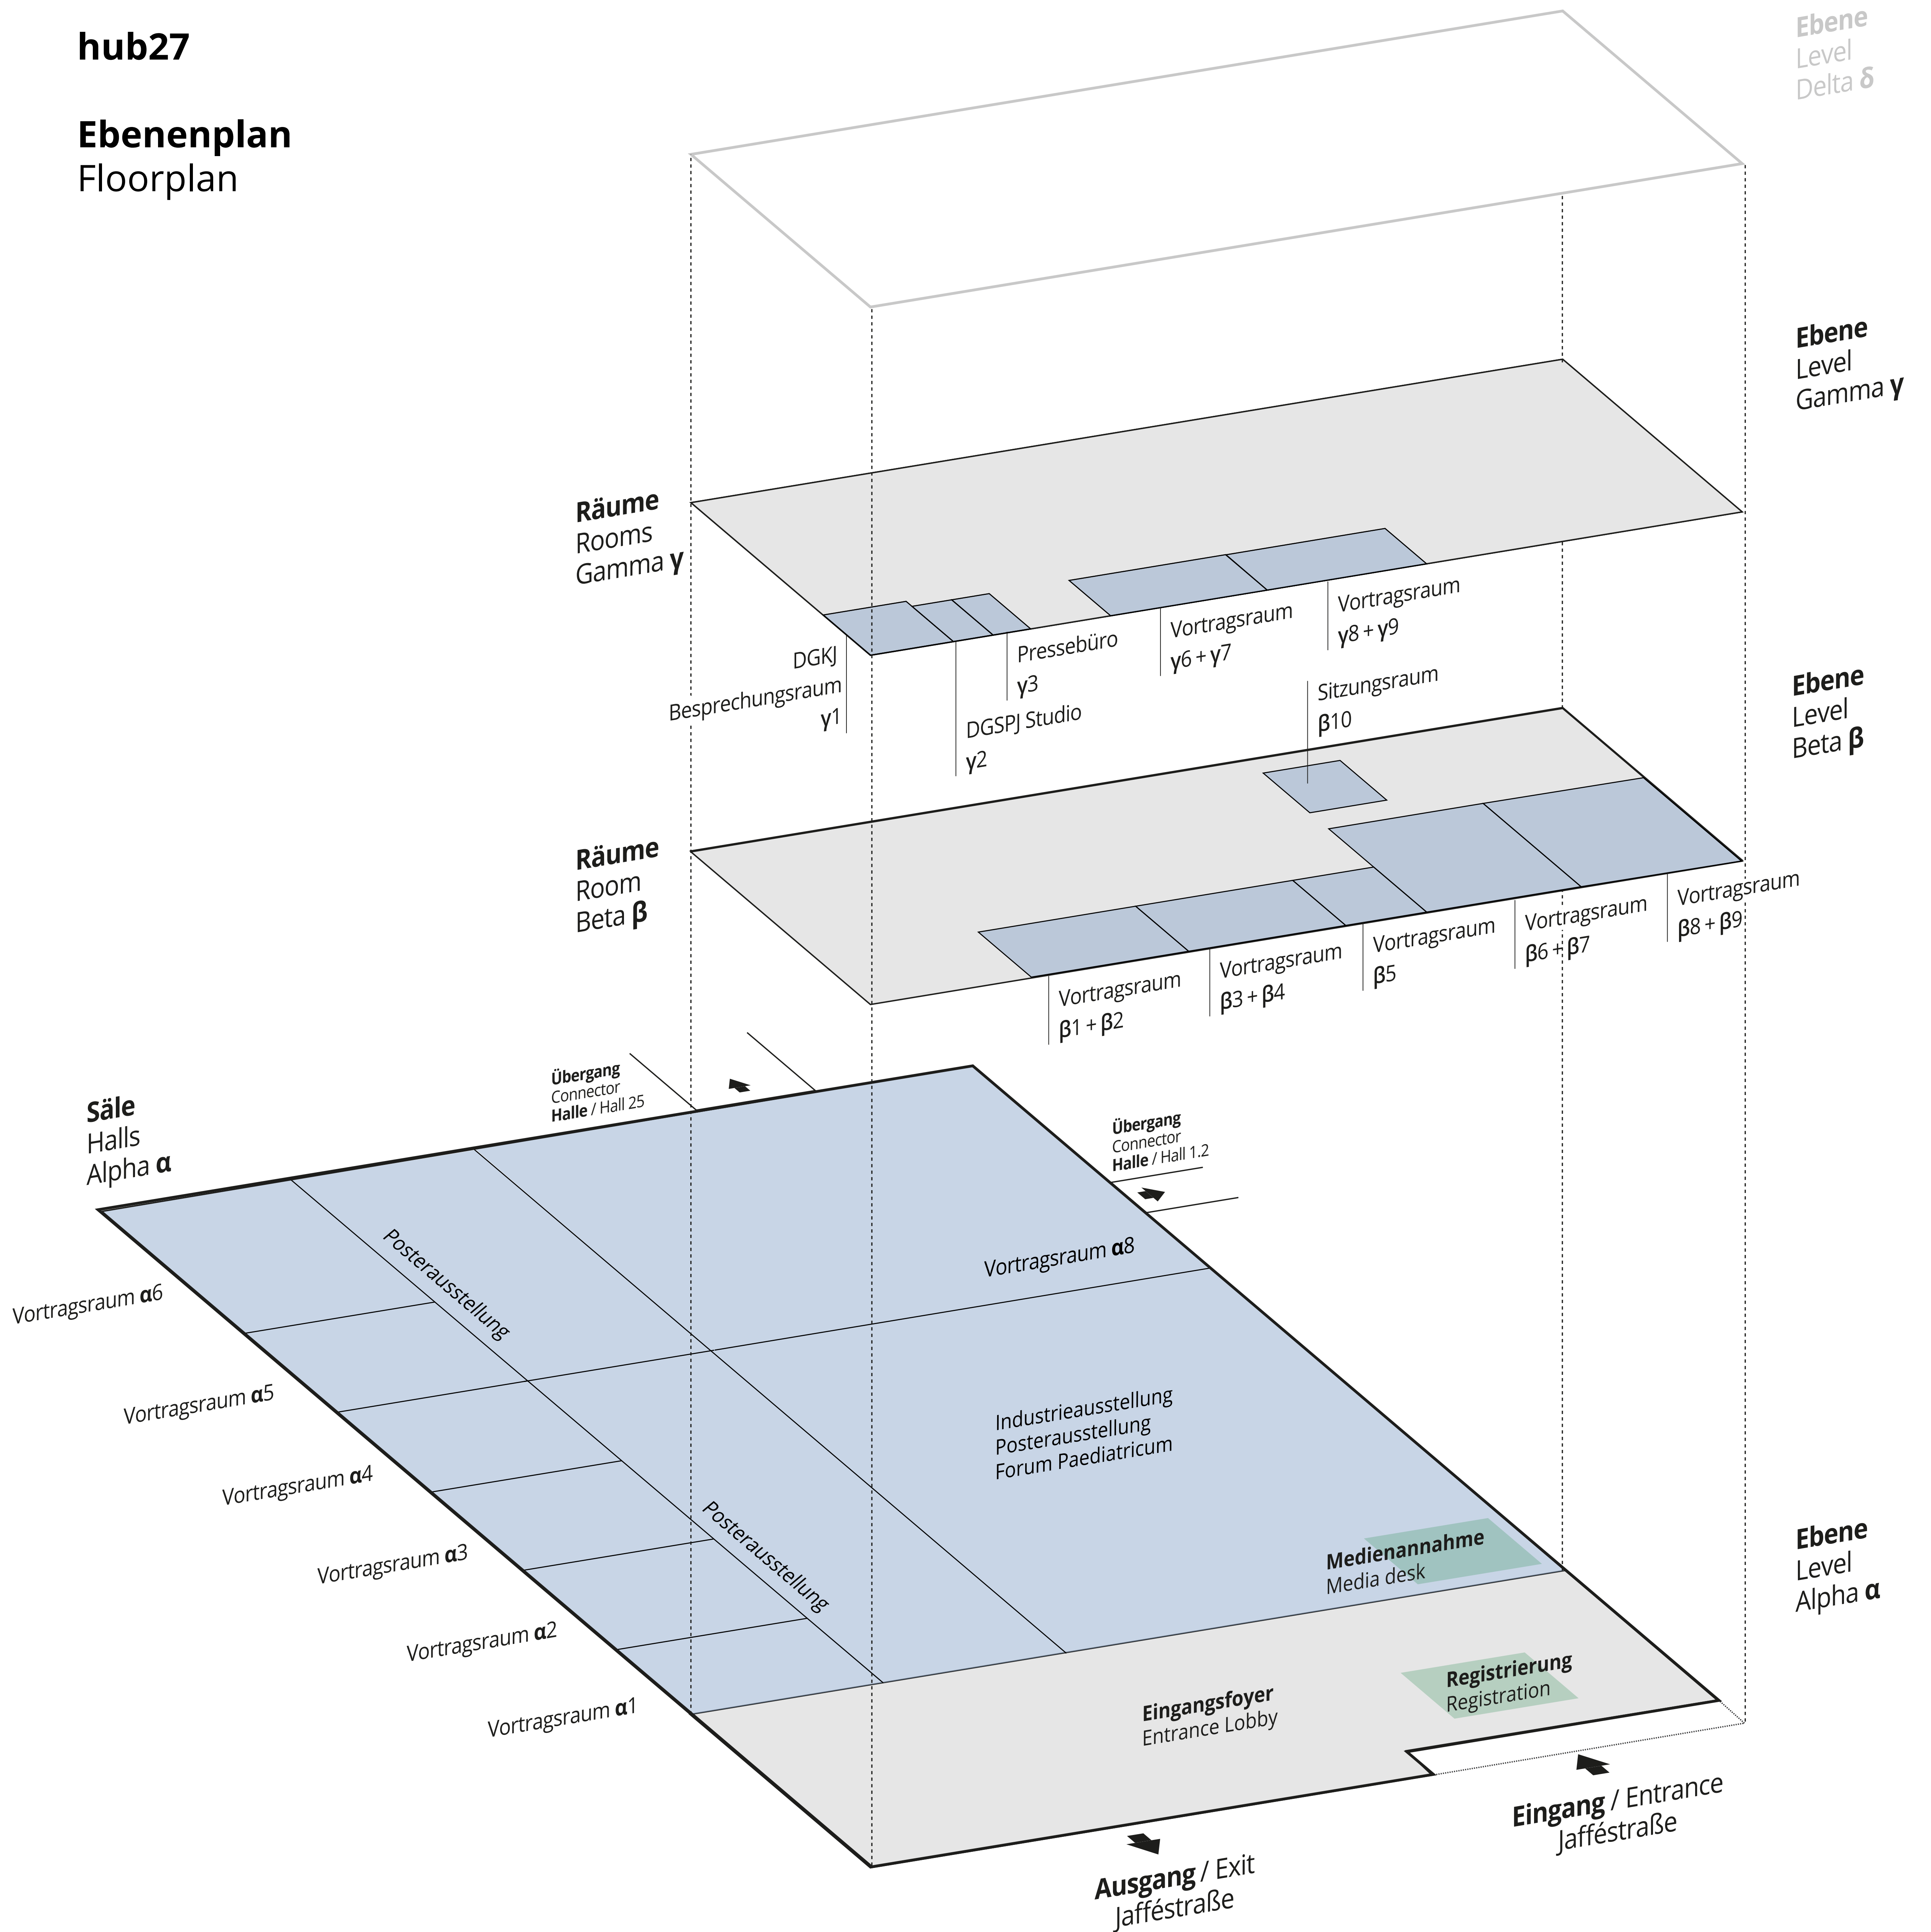 hub27
Ebenenplan
Floorplan
Ebene
Level
Delta δ
Ebene
Level
Gamma γ
Räume
Rooms
Gamma γ
DGKJ
Besprechungsraum
γ1
DGSPJ Studio
γ2
Pressebüro
γ3
Vortragsraum
γ6 + γ7
Vortragsraum
γ8 + γ9
Sitzungsraum
β10
Ebene
Level
Beta β
Räume
Room
Beta β
Vortragsraum
β1 + β2
Vortragsraum
β3 + β4
Vortragsraum
β5
Vortragsraum
β6 + β7
Vortragsraum
β8 + β9
Säle
Halls
Alpha α
Übergang
Connector
Halle / Hall 25
Übergang
Connector
Halle / Hall 1.2
Posterausstellung
Vortragsraum α8
Vortragsraum α6
Vortragsraum α5
Vortragsraum α4
Vortragsraum α3
Vortragsraum α2
Vortragsraum α1
Industrieausstellung
Posterausstellung
Forum Paediatricum
Posterausstellung
Medienannahme
Media desk
Ebene
Level
Alpha α
Registrierung
Registration
Eingangsfoyer
Entrance Lobby
Eingang / Entrance
Jafféstraße
Ausgang / Exit
Jafféstraße